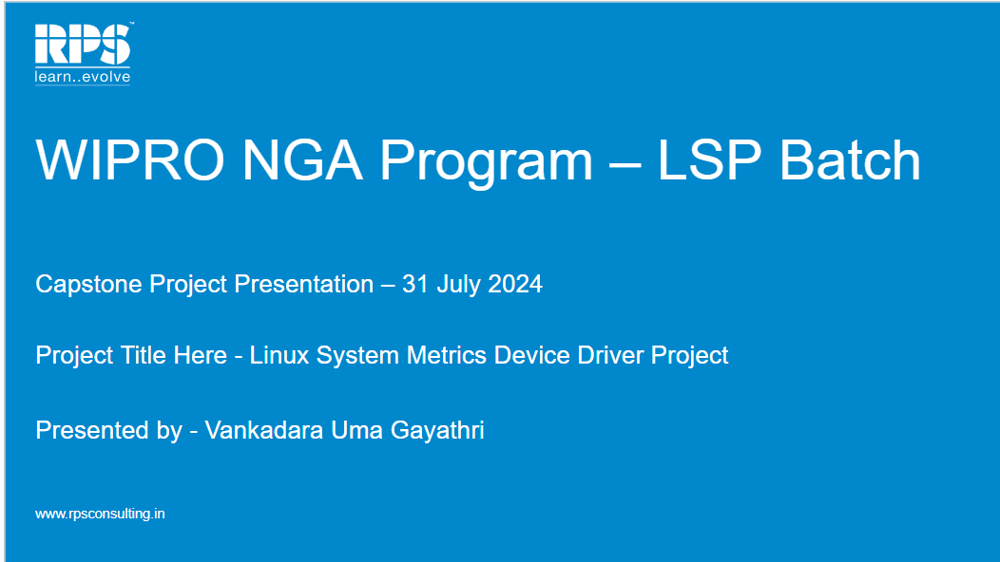 RPS™
learn..evolve
WIPRO NGA Program – LSP Batch
Capstone Project Presentation – 31 July 2024
Project Title Here - Linux System Metrics Device Driver Project
Presented by - Vankadara Uma Gayathri
www.rpsconsulting.in